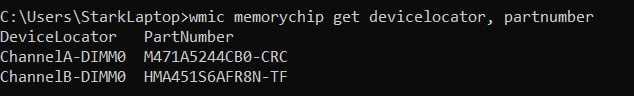 C:\Users\StarkLaptop>wmic memorychip get devicelocator, partnumber
DeviceLocator  PartNumber
ChannelA-DIMM0  M471A5244CB0-CRC
ChannelB-DIMM0  HMA451S6AFR8N-TF